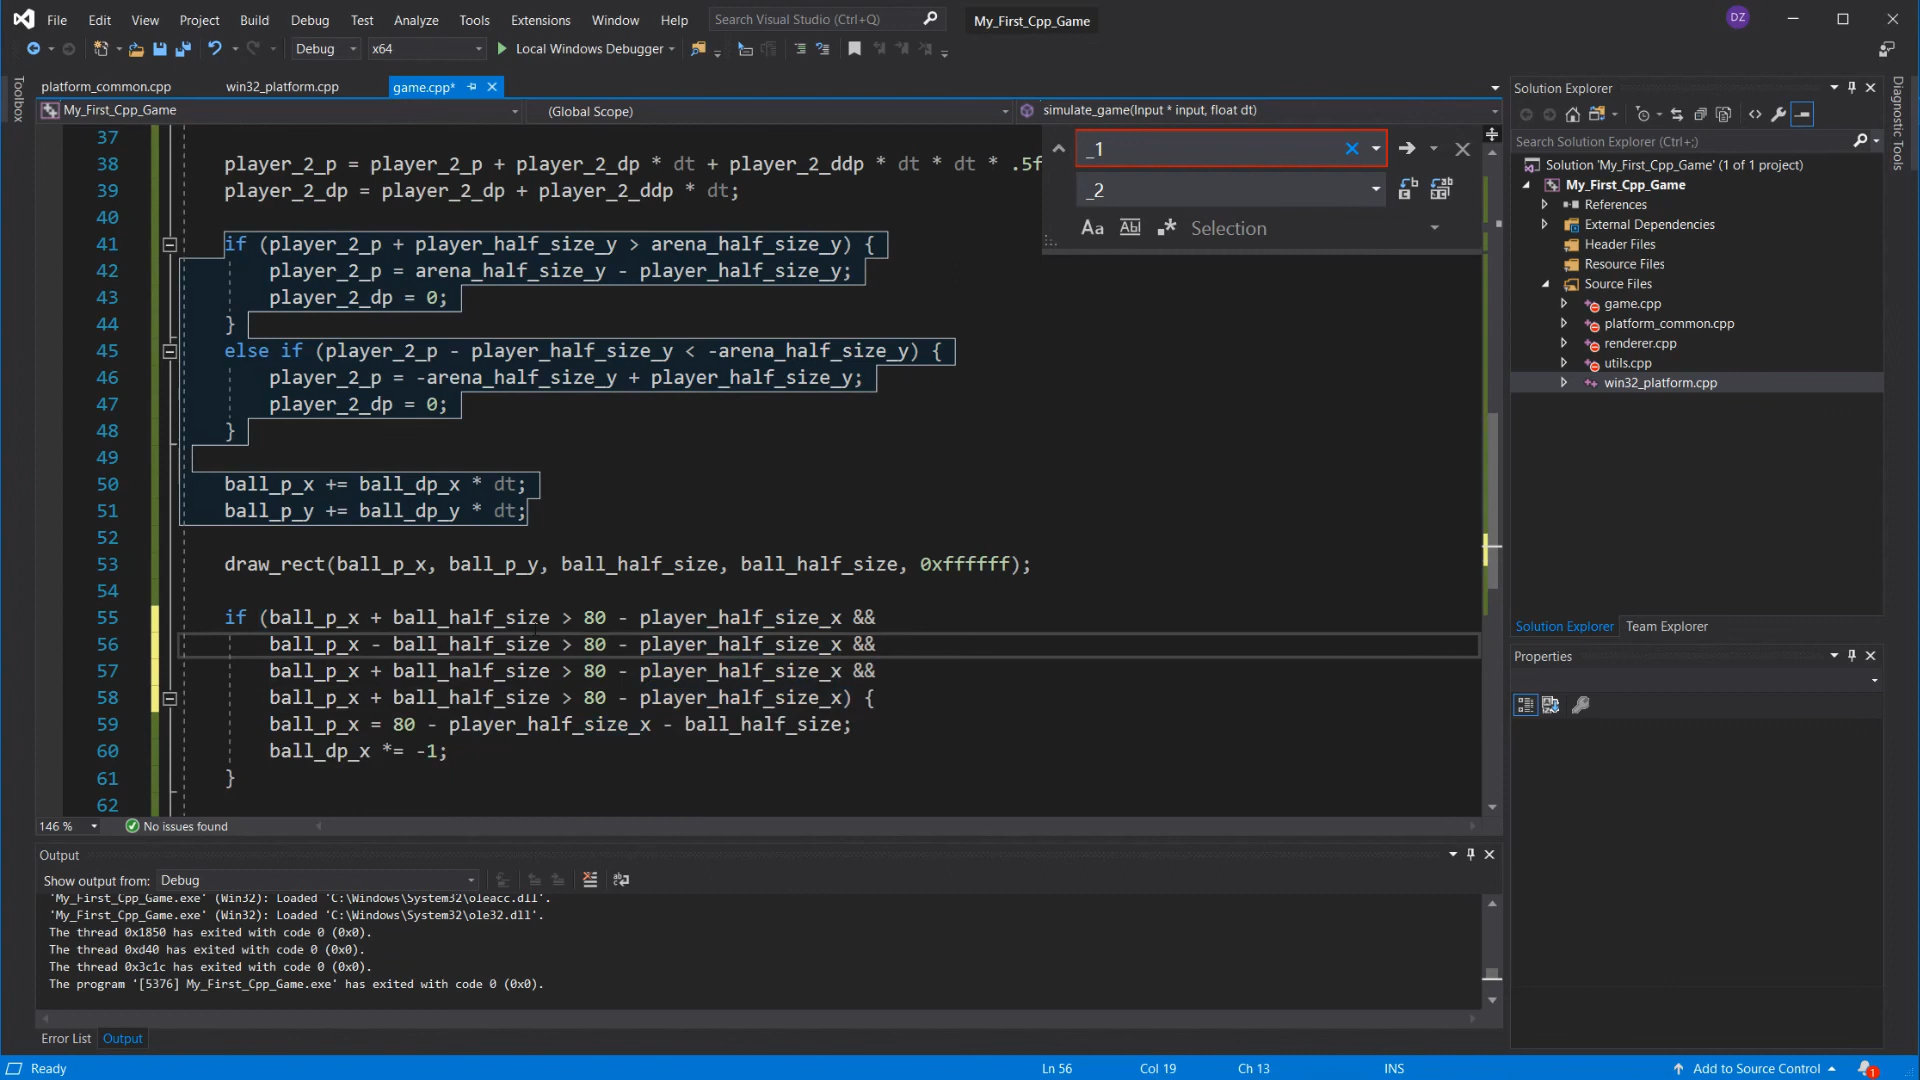 File Edit View Project Build Debug Test Analyze Tools Extensions Window Help Search Visual Studio (Ctrl+Q) My_First_Cpp_Game DZ
Debug x64 Local Windows Debugger
platform_common.cpp win32_platform.cpp game.cpp*
My_First_Cpp_Game (Global Scope) simulate_game(Input * input, float dt)
Toolbox
37
38 player_2_p = player_2_p + player_2_dp * dt + player_2_ddp * dt * dt * .5f
39 player_2_dp = player_2_dp + player_2_ddp * dt;
40
41 if (player_2_p + player_half_size_y > arena_half_size_y) {
42 player_2_p = arena_half_size_y - player_half_size_y;
43 player_2_dp = 0;
44 }
45 else if (player_2_p - player_half_size_y < -arena_half_size_y) {
46 player_2_p = -arena_half_size_y + player_half_size_y;
47 player_2_dp = 0;
48 }
49
50 ball_p_x += ball_dp_x * dt;
51 ball_p_y += ball_dp_y * dt;
52
53 draw_rect(ball_p_x, ball_p_y, ball_half_size, ball_half_size, 0xffffff);
54
55 if (ball_p_x + ball_half_size > 80 - player_half_size_x &&
56 ball_p_x - ball_half_size > 80 - player_half_size_x &&
57 ball_p_x + ball_half_size > 80 - player_half_size_x &&
58 ball_p_x + ball_half_size > 80 - player_half_size_x) {
59 ball_p_x = 80 - player_half_size_x - ball_half_size;
60 ball_dp_x *= -1;
61 }
62
_1
_2
Aa Ab Selection
146 % No issues found
Output
Show output from: Debug
'My_First_Cpp_Game.exe' (Win32): Loaded 'C:\Windows\System32\oleacc.dll'.
'My_First_Cpp_Game.exe' (Win32): Loaded 'C:\Windows\System32\ole32.dll'.
The thread 0x1850 has exited with code 0 (0x0).
The thread 0xd40 has exited with code 0 (0x0).
The thread 0x3c1c has exited with code 0 (0x0).
The program '[5376] My_First_Cpp_Game.exe' has exited with code 0 (0x0).
Error List Output
Solution Explorer
Search Solution Explorer (Ctrl+;)
Solution 'My_First_Cpp_Game' (1 of 1 project)
My_First_Cpp_Game
References
External Dependencies
Header Files
Resource Files
Source Files
game.cpp
platform_common.cpp
renderer.cpp
utils.cpp
win32_platform.cpp
Solution Explorer Team Explorer
Properties
Diagnostic Tools
Ready Ln 56 Col 19 Ch 13 INS Add to Source Control 1